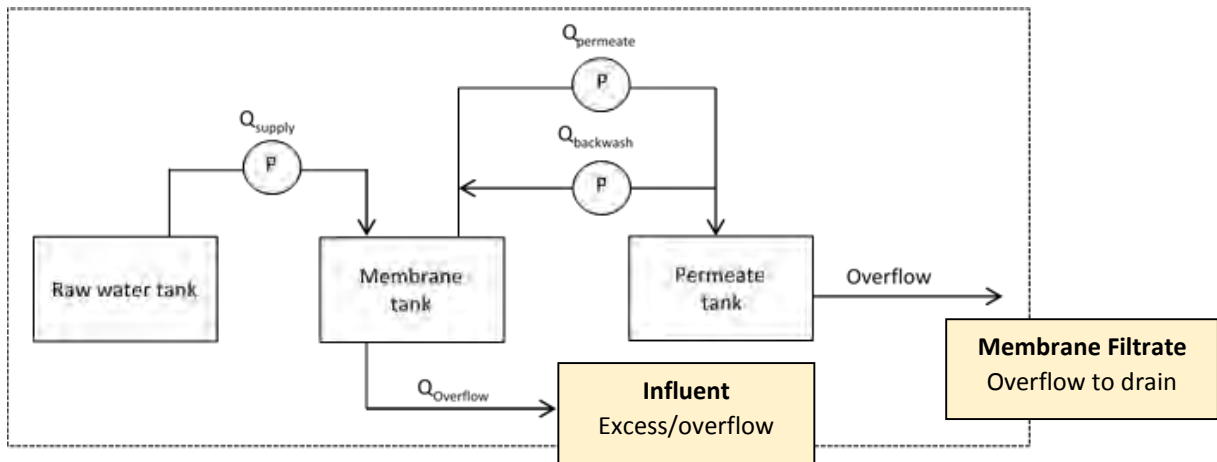 Qpermeate
P
Qsupply
P
Qbackwash
P
Raw water tank
Membrane
tank
Permeate
tank
Overflow
QOverflow
Influent
Excess/overflow
Membrane Filtrate
Overflow to drain